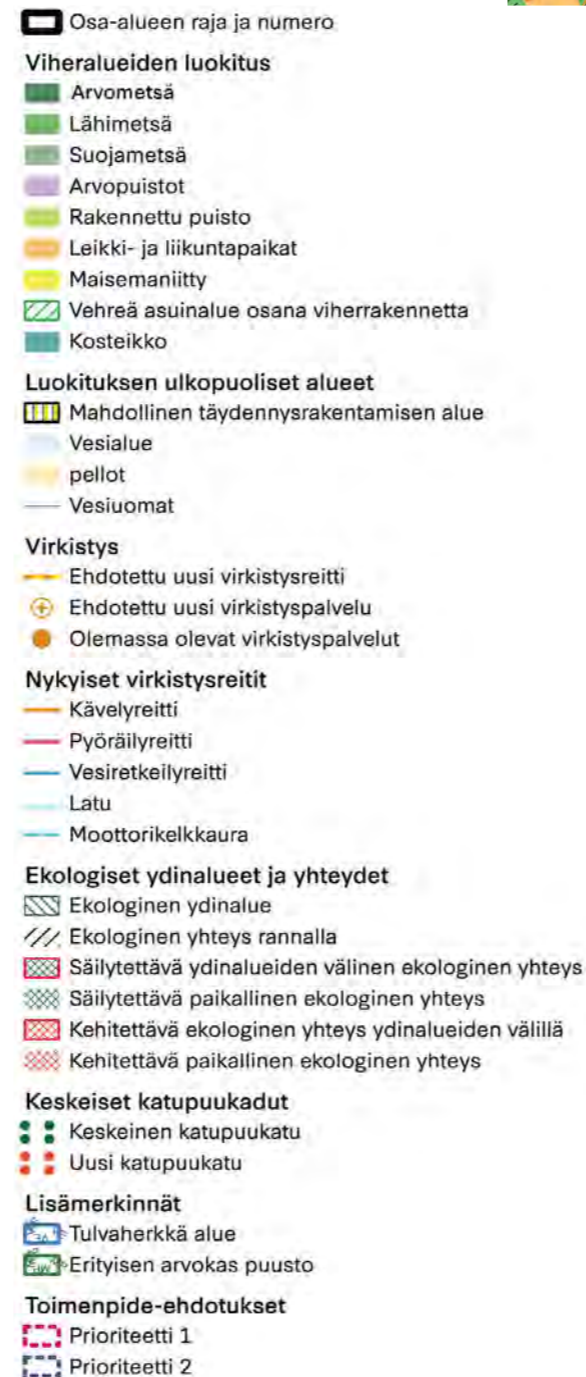 Osa-alueen raja ja numero
Viheralueiden luokitus
Arvometsä
Lähimetsä
Suojametsä
Arvopuistot
Rakennettu puisto
Leikki- ja liikuntapaikat
Maisemaniitty
Vehreä asuinalue osana viherrakennetta
Kosteikko
Luokituksen ulkopuoliset alueet
Mahdollinen täydennysrakentamisen alue
Vesialue
pellot
Vesiuomat
Virkistys
Ehdotettu uusi virkistysreitti
Ehdotettu uusi virkistyspalvelu
Olemassa olevat virkistyspalvelut
Nykyiset virkistysreitit
Kävelyreitti
Pyöräilyreitti
Vesiretkeilyreitti
Latu
Moottorikelkkaura
Ekologiset ydinalueet ja yhteydet
Ekologinen ydinalue
Ekologinen yhteys rannalla
Säilytettävä ydinalueiden välinen ekologinen yhteys
Säilytettävä paikallinen ekologinen yhteys
Kehitettävä ekologinen yhteys ydinalueiden välillä
Kehitettävä paikallinen ekologinen yhteys
Keskeiset katupuukadut
Keskeinen katupuukatu
Uusi katupuukatu
Lisämerkinnät
Tulvaherkkä alue
Erityisen arvokas puusto
Toimenpide-ehdotukset
Prioriteetti 1
Prioriteetti 2